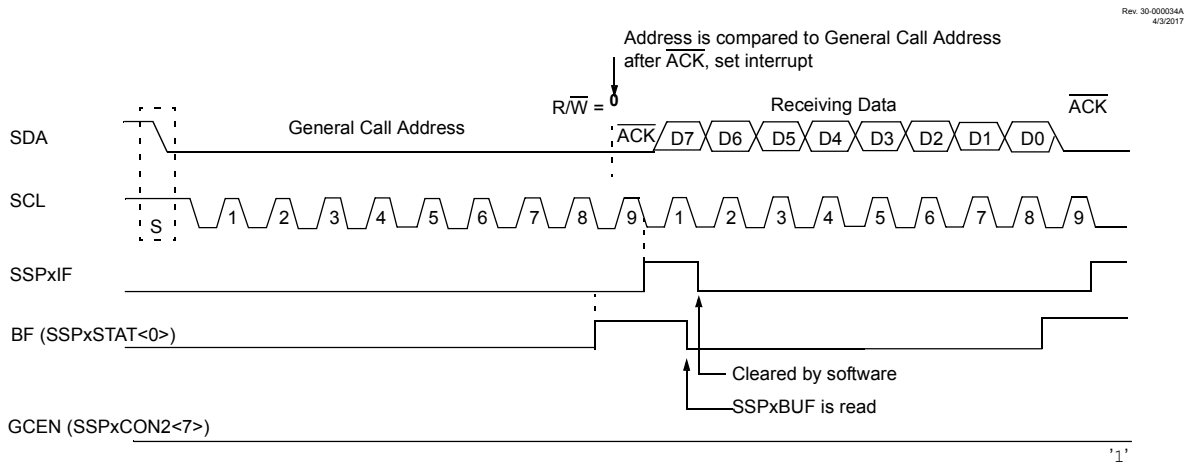 Rev. 30-000034A
4/3/2017
Address is compared to General Call Address
after ACK, set interrupt
R/W = 0
Receiving Data
ACK
SDA
General Call Address
ACK D7 D6 D5 D4 D3 D2 D1 D0
SCL
S 1 2 3 4 5 6 7 8 9 1 2 3 4 5 6 7 8 9
SSPxIF
BF (SSPxSTAT<0>)
Cleared by software
SSPxBUF is read
GCEN (SSPxCON2<7>)
'1'